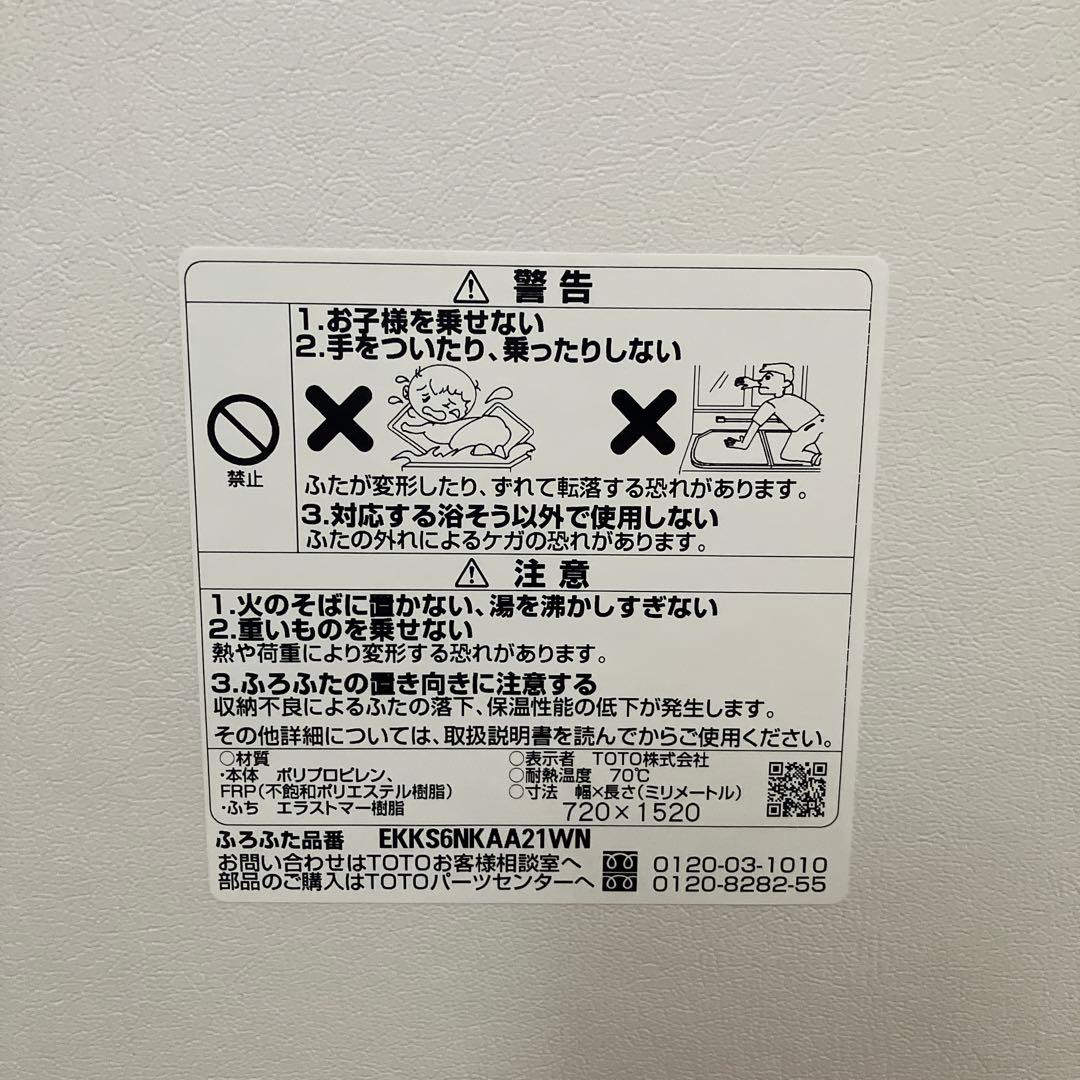 ⚠ 警告
1.お子様を乗せない
2.手をついたり、乗ったりしない
禁止
ふたが変形したり、ずれて転落する恐れがあります。
3.対応する浴そう以外で使用しない
ふたの外れによるケガの恐れがあります。
⚠ 注意
1.火のそばに置かない、湯を沸かしすぎない
2.重いものを乗せない
熱や荷重により変形する恐れがあります。
3.ふろふたの置き向きに注意する
収納不良によるふたの落下、保温性能の低下が発生します。
その他詳細については、取扱説明書を読んでからご使用ください。
○材質
・本体 ポリプロピレン、
FRP(不飽和ポリエステル樹脂)
・ふち エラストマー樹脂
○表示者 TOTO株式会社
○耐熱温度 70℃
○寸法 幅×長さ(ミリメートル)
720×1520
ふろふた品番 EKKS6NKAA21WN
お問い合わせはTOTOお客様相談室へ 0120-03-1010
部品のご購入はTOTOパーツセンターへ 0120-8282-55